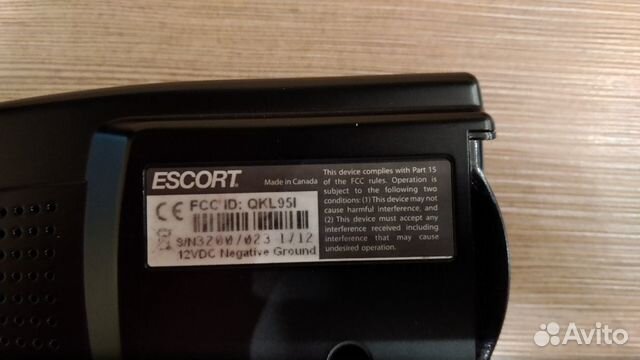 ESCORT®
Made in Canada
FCC ID: QKL95I
S/N3200/023 1/12
12VDC Negative Ground
This device complies with Part 15
of the FCC rules. Operation is
subject to the following two
conditions: (1) This device may not
cause harmful interference, and
(2) This device must accept any
interference received including
interference that may cause
undesired operation.
Avito